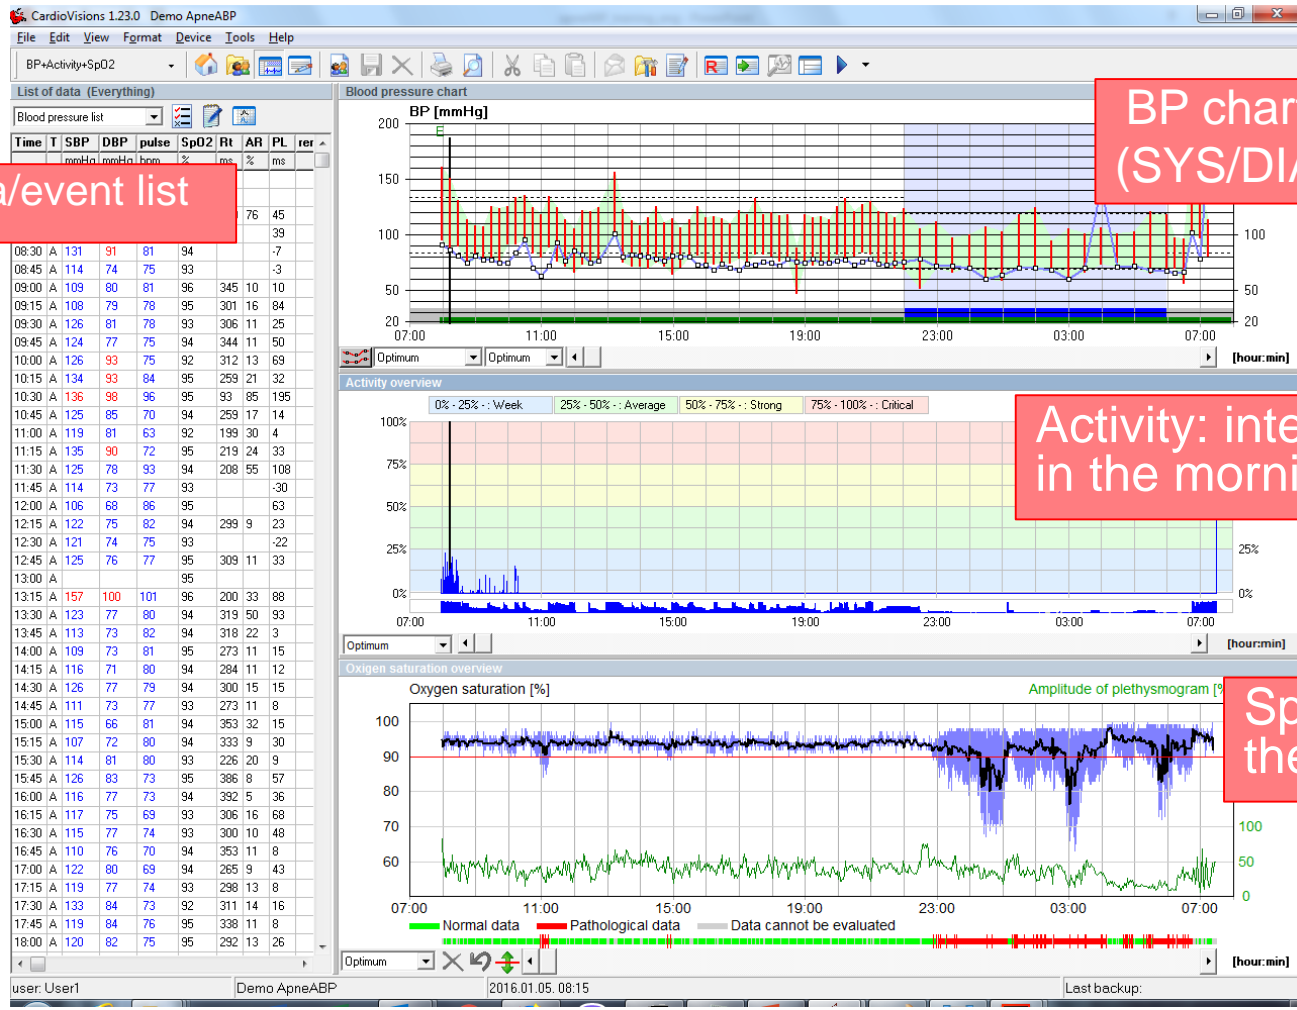 CardioVisions 1.23.0 Demo ApneABP
File Edit View Format Device Tools Help
BP+Activity+SpO2
List of data (Everything)
Blood pressure list
Time T SBP DBP pulse SpO2 Rt AR PL rer
mmHg mmHg bpm % ms % ms
a/event list
76 45
39
08:30 A 131 91 81 94 -7
08:45 A 114 74 75 93 -3
09:00 A 109 80 81 96 345 10 10
09:15 A 108 79 78 95 301 16 84
09:30 A 126 81 78 93 306 11 25
09:45 A 124 77 75 94 344 11 50
10:00 A 126 93 75 92 312 13 69
10:15 A 134 93 84 95 259 21 32
10:30 A 136 98 96 95 93 85 195
10:45 A 125 85 70 94 259 17 14
11:00 A 119 81 63 92 199 30 4
11:15 A 135 90 72 95 219 24 33
11:30 A 125 78 93 94 208 55 108
11:45 A 114 73 77 93 -30
12:00 A 106 68 86 95 63
12:15 A 122 75 82 94 299 9 23
12:30 A 121 74 75 93 -22
12:45 A 125 76 77 95 309 11 33
13:00 A 95
13:15 A 157 100 101 96 200 33 88
13:30 A 123 77 80 94 319 50 93
13:45 A 113 73 82 94 318 22 3
14:00 A 109 73 81 95 273 11 15
14:15 A 116 71 80 94 284 11 12
14:30 A 126 77 79 94 300 15 15
14:45 A 111 73 77 93 273 11 8
15:00 A 115 66 81 94 353 32 15
15:15 A 107 72 80 94 333 9 30
15:30 A 114 81 80 93 226 20 9
15:45 A 126 83 73 95 386 8 57
16:00 A 116 77 73 94 392 5 36
16:15 A 117 75 69 93 306 16 68
16:30 A 115 77 74 93 300 10 48
16:45 A 110 76 70 94 353 11 8
17:00 A 122 80 69 94 265 9 43
17:15 A 119 77 74 93 298 13 8
17:30 A 133 84 73 92 311 14 16
17:45 A 119 84 76 95 338 11 8
18:00 A 120 82 75 95 292 13 26
Blood pressure chart
BP [mmHg]
BP char
(SYS/DIA
E
200
150
100 100
50 50
20 20
07:00 11:00 15:00 19:00 23:00 03:00 07:00
Optimum Optimum [hour:min]
Activity overview
0% - 25% - : Week 25% - 50% - : Average 50% - 75% - : Strong 75% - 100% - : Critical
Activity: inte
in the morni
100%
75%
50%
25% 25%
0% 0%
07:00 11:00 15:00 19:00 23:00 03:00 07:00
Optimum [hour:min]
Oxigen saturation overview
Oxygen saturation [%] Amplitude of plethysmogram [%
Sp
the
100
90
80
70 100
60 50
0
07:00 11:00 15:00 19:00 23:00 03:00 07:00
Normal data Pathological data Data cannot be evaluated
Optimum [hour:min]
user: User1 Demo ApneABP 2016.01.05. 08:15 Last backup: